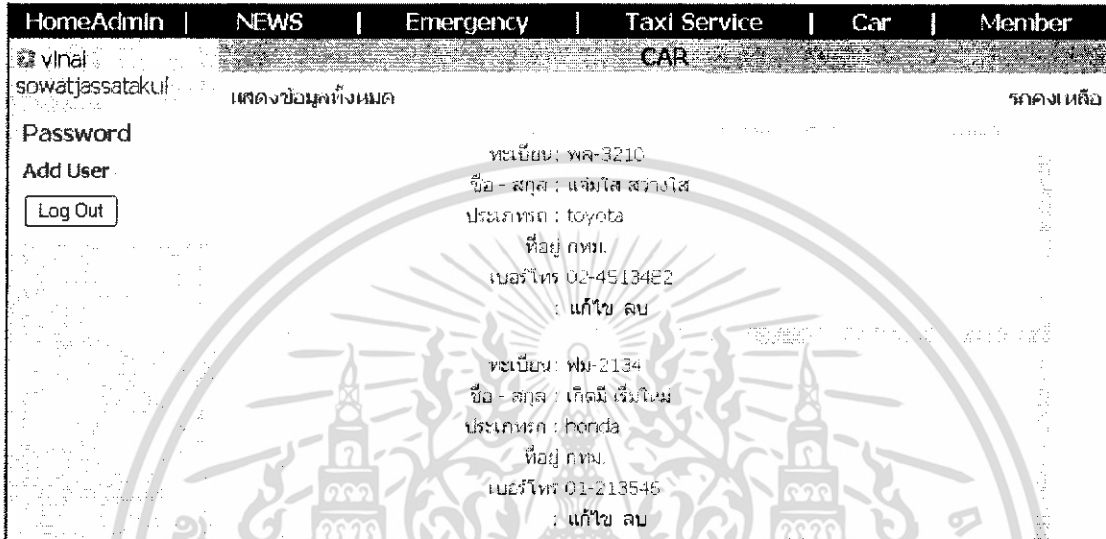 HomeAdmin | NEWS | Emergency | Taxi Service | Car | Member
vinai
sowatjassatakul
Password
Add User
Log Out
CAR
แสดงข้อมูลทั้งหมด รถคงเหลือ
ทะเบียน: พล-3210
ชื่อ - สกุล : แจ่มใส สว่างใส
ประเภทรถ : toyota
ที่อยู่ กทม.
เบอร์โทร 02-4513482
: แก้ไข ลบ
ทะเบียน: ฟม-2134
ชื่อ - สกุล : เกิดมี เริ่มใหม่
ประเภทรถ : honda
ที่อยู่ กทม.
เบอร์โทร 01-213546
: แก้ไข ลบ